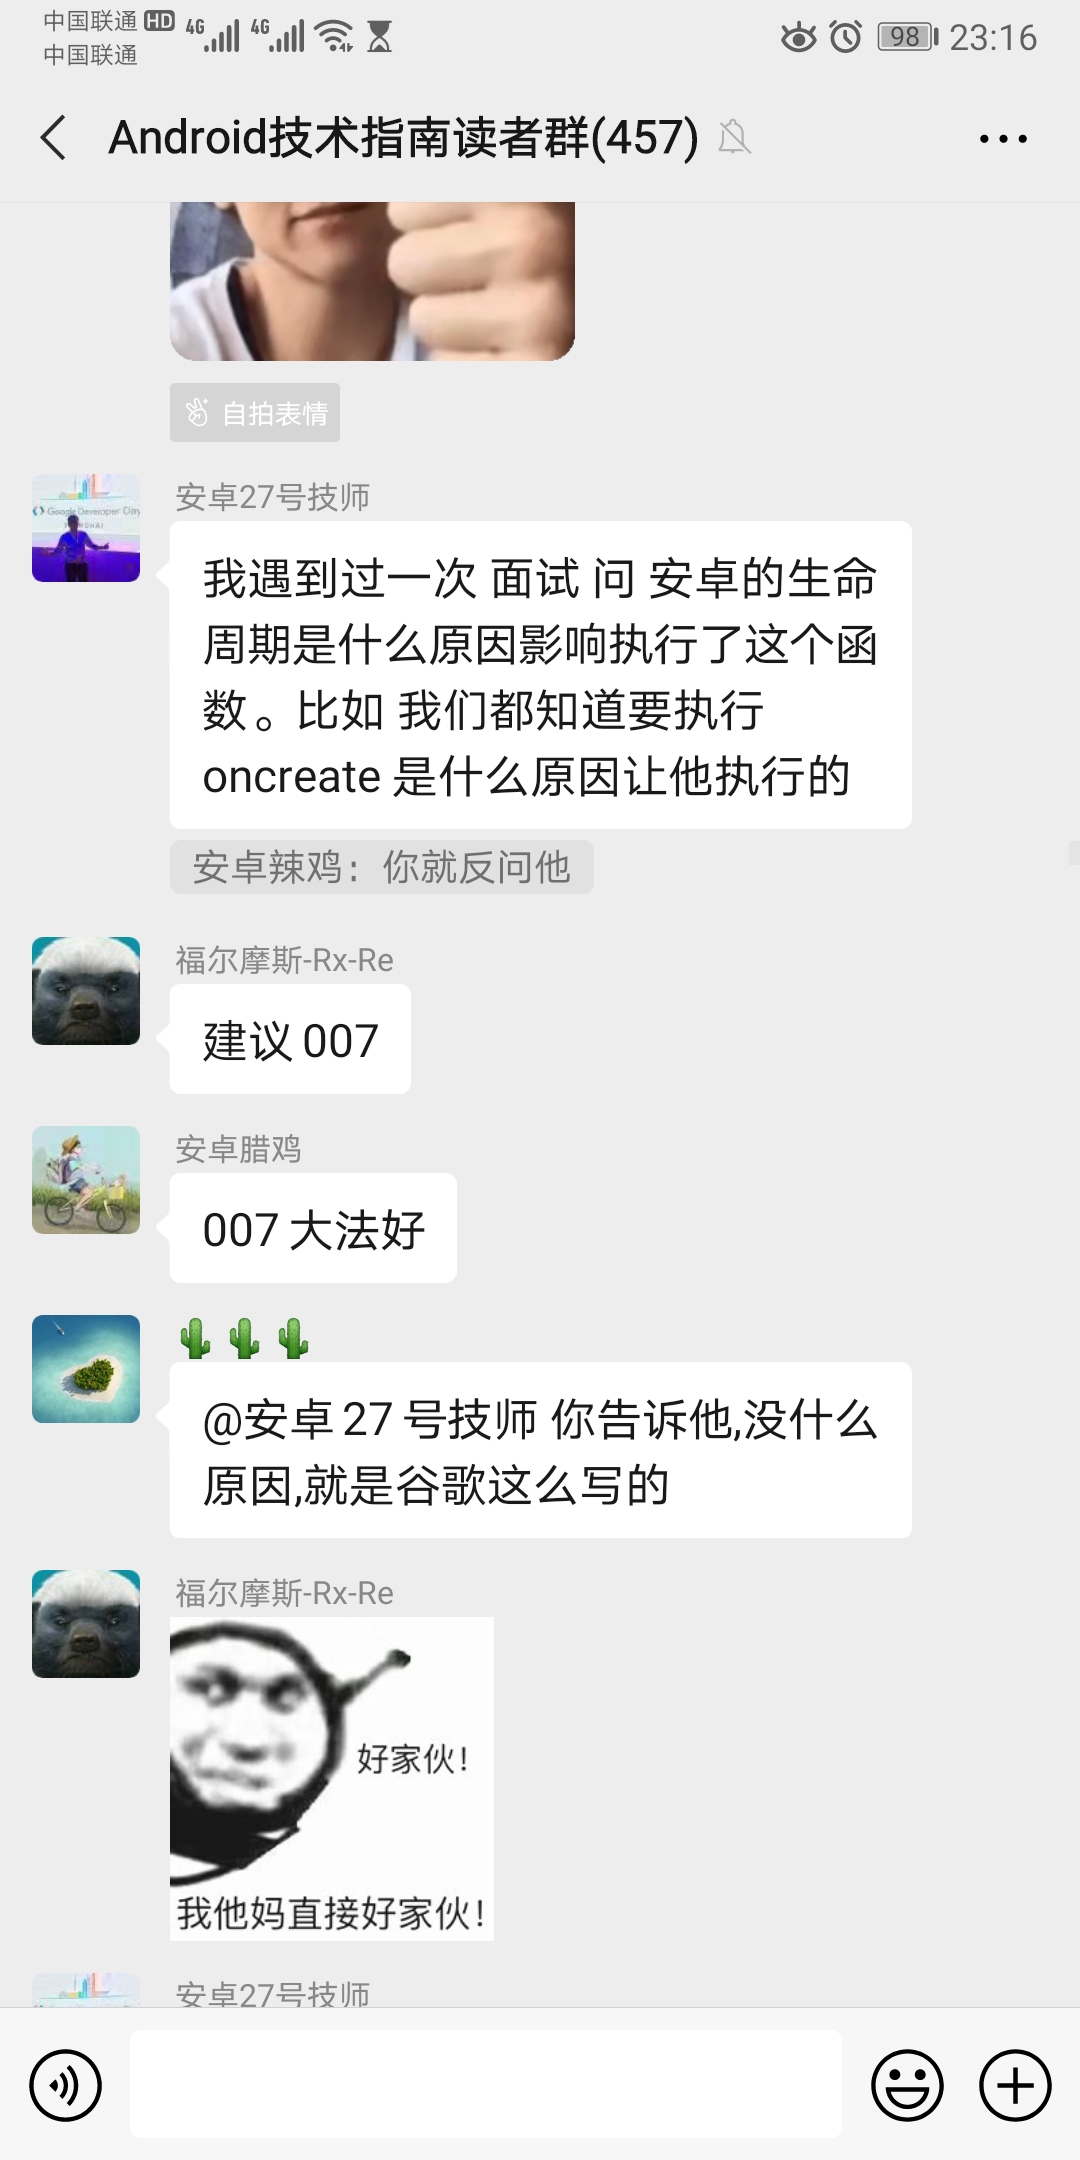 中国联通 HD 4G 4G 98 23:16
中国联通
Android技术指南读者群(457)
自拍表情
安卓27号技师
Google Developer Day
我遇到过一次 面试 问 安卓的生命
周期是什么原因影响执行了这个函
数。比如 我们都知道要执行
oncreate 是什么原因让他执行的
安卓辣鸡：你就反问他
福尔摩斯-Rx-Re
建议 007
安卓腊鸡
007 大法好
🌵🌵🌵
@安卓 27 号技师 你告诉他,没什么
原因,就是谷歌这么写的
福尔摩斯-Rx-Re
好家伙!
我他妈直接好家伙!
安卓27号技师